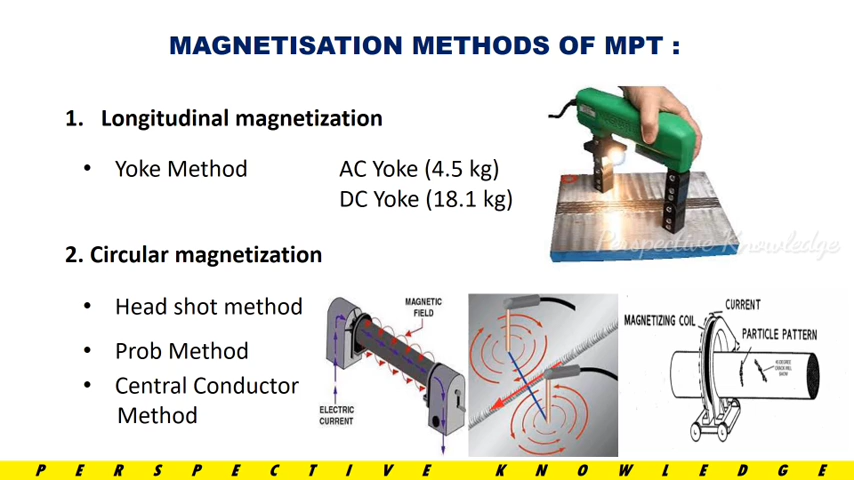 MAGNETISATION METHODS OF MPT :
1. Longitudinal magnetization
• Yoke Method
AC Yoke (4.5 kg)
DC Yoke (18.1 kg)
Perspective Knowledge
2. Circular magnetization
• Head shot method
• Prob Method
• Central Conductor
Method
MAGNETIC
FIELD
ELECTRIC
CURRENT
CURRENT
MAGNETIZING COIL
PARTICLE PATTERN
PERSPECTIVE KNOWLEDGE